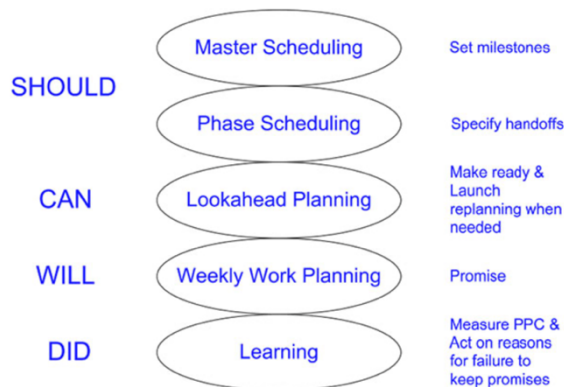 Master Scheduling
Set milestones
SHOULD
Phase Scheduling
Specify handoffs
CAN
Lookahead Planning
Make ready &
Launch
replanning when
needed
WILL
Weekly Work Planning
Promise
DID
Learning
Measure PPC &
Act on reasons
for failure to
keep promises